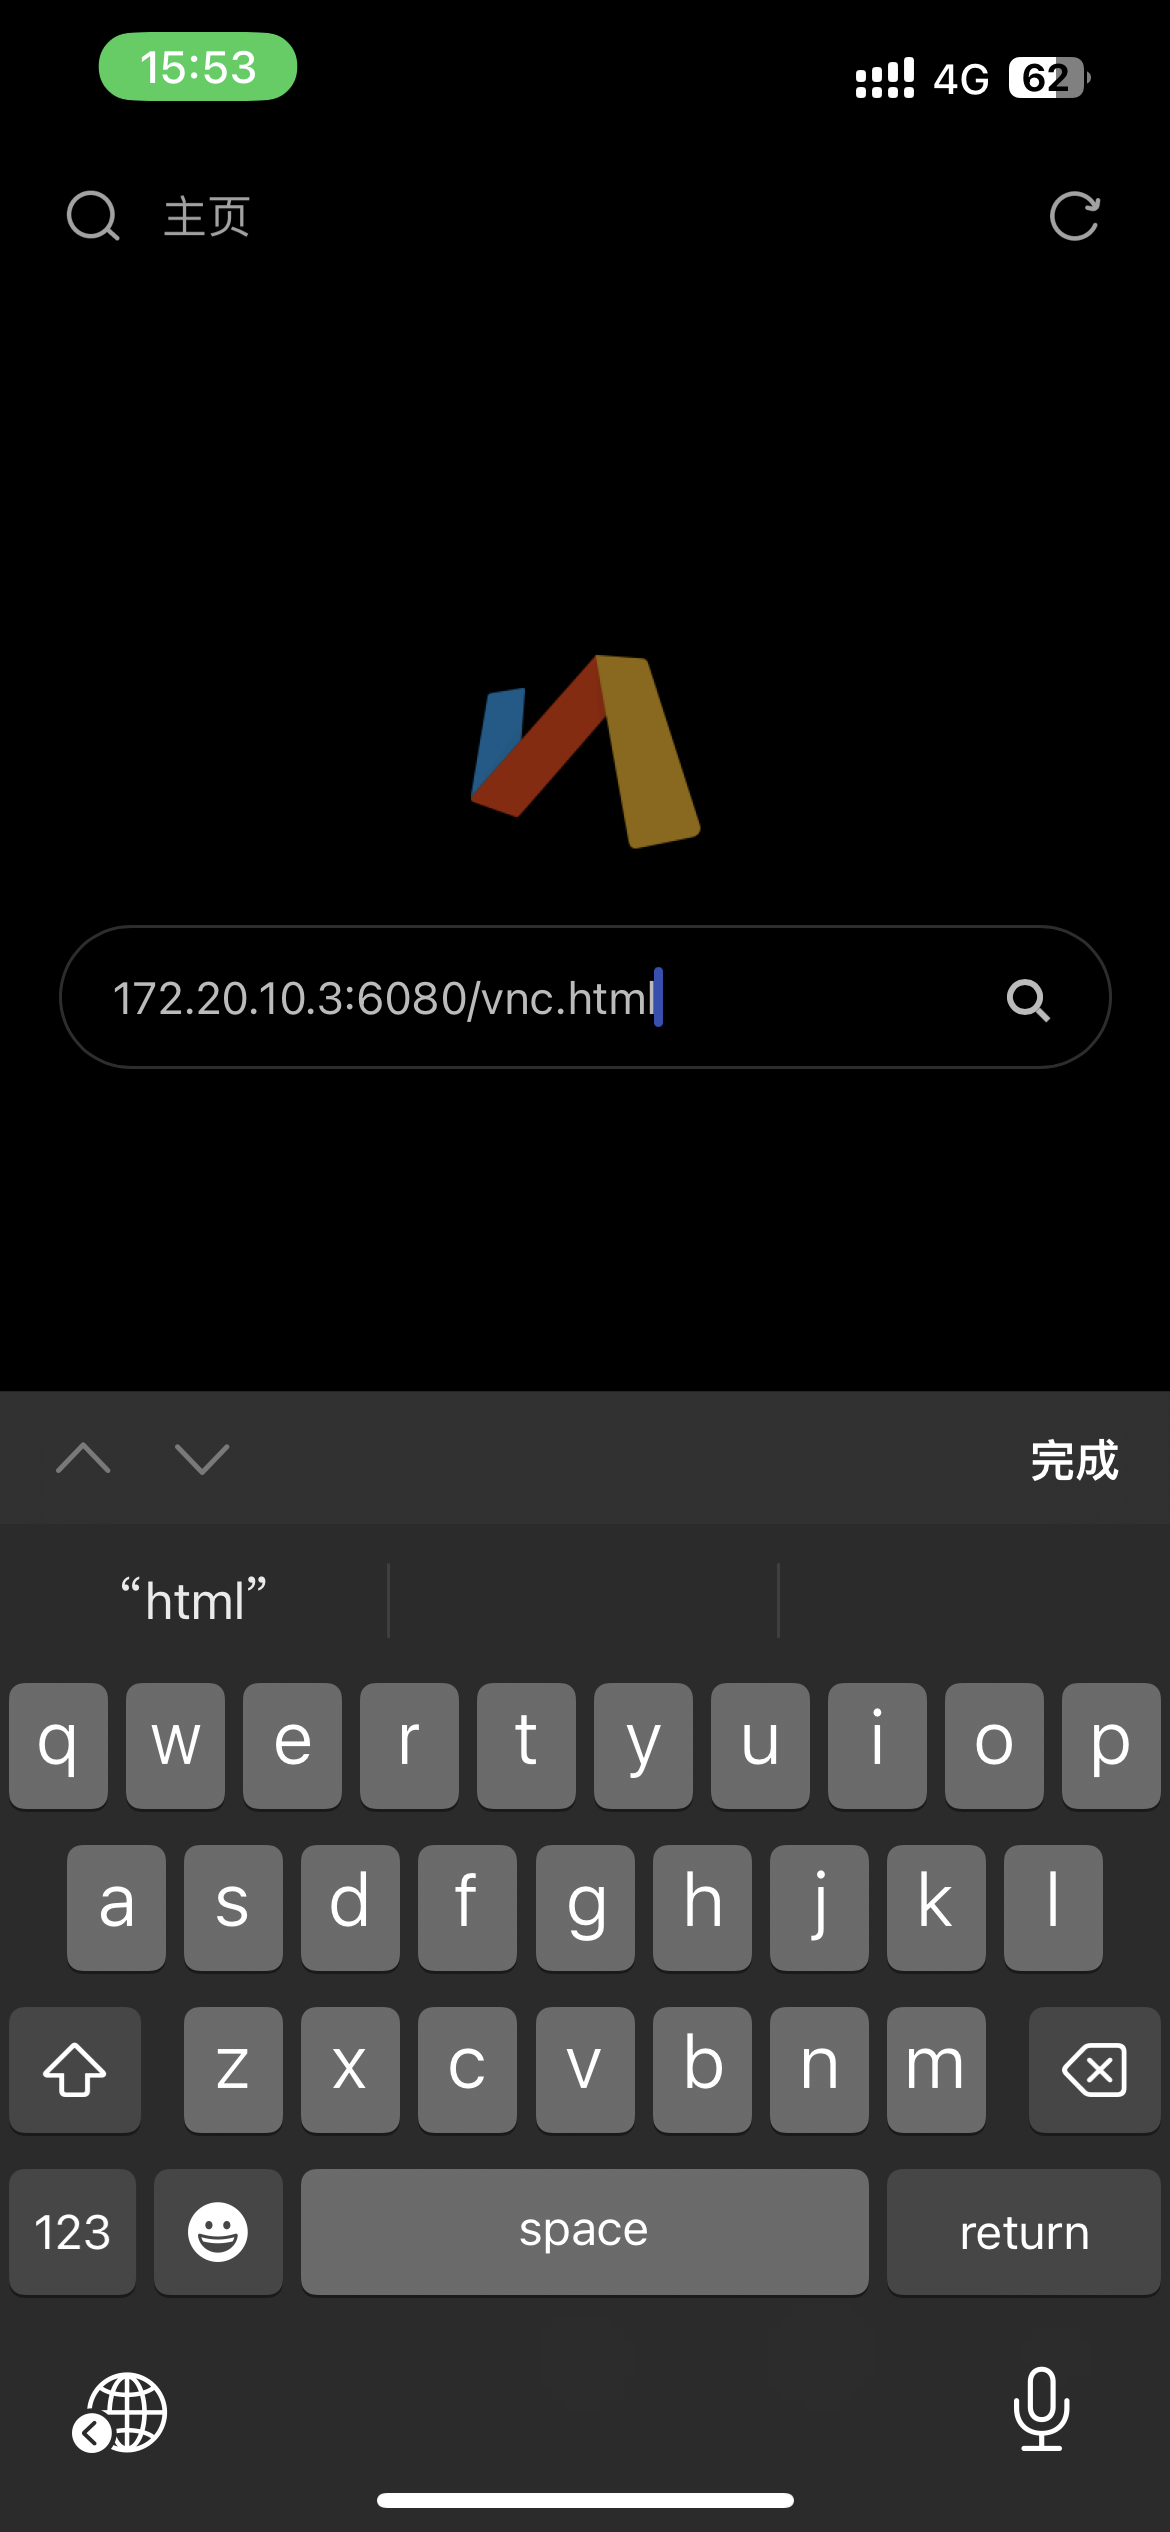 15:53
4G
62
主页
172.20.10.3:6080/vnc.html
完成
“html”
q w e r t y u i o p
a s d f g h j k l
z x c v b n m
123
space
return